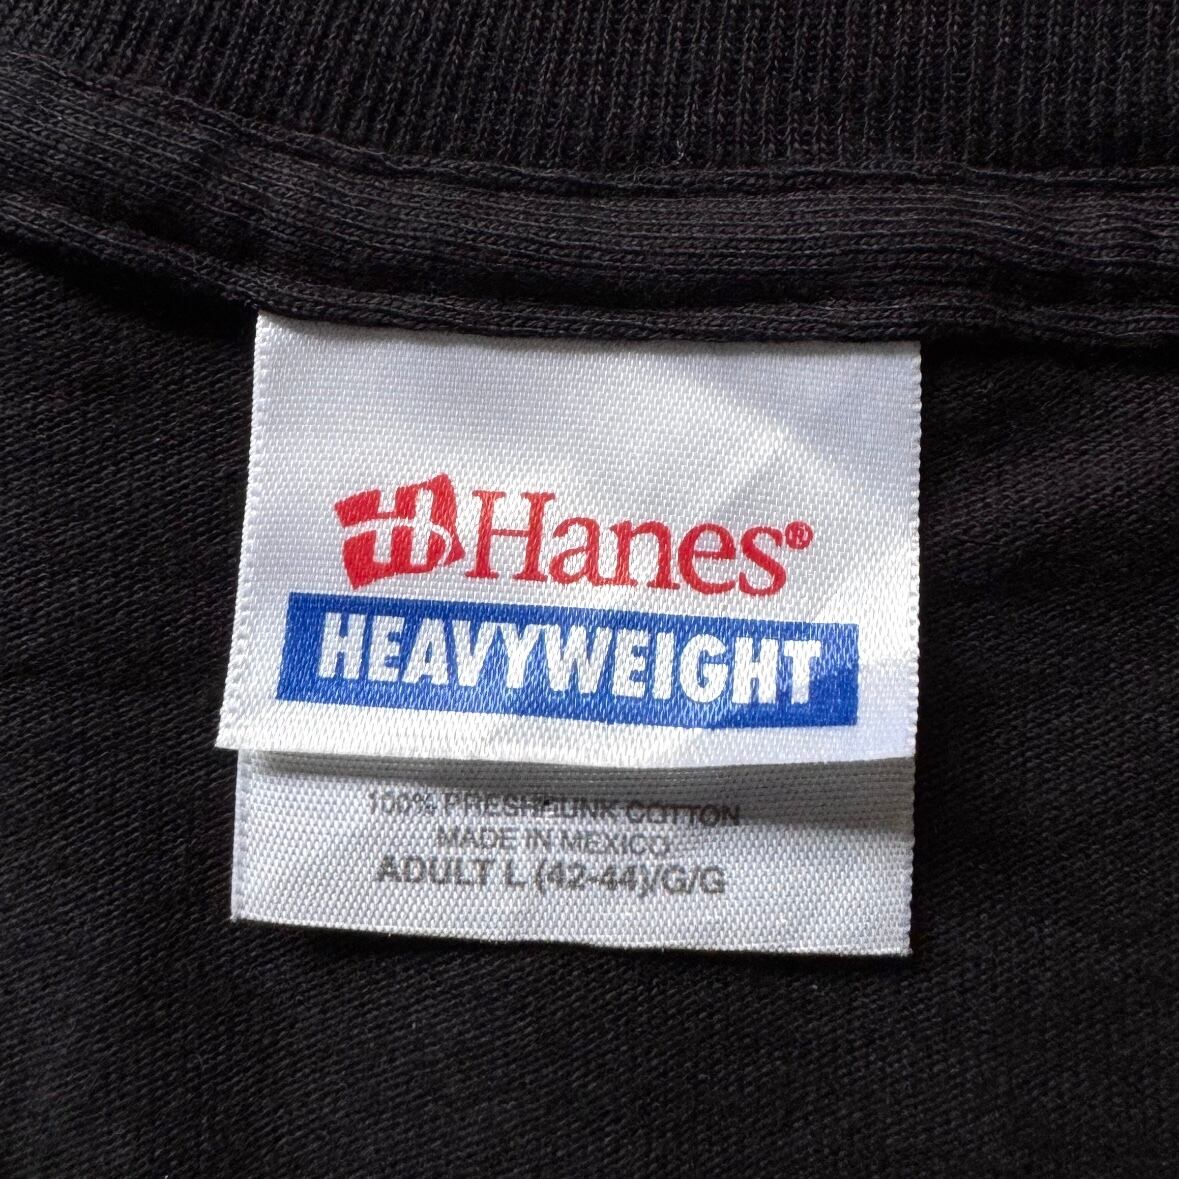 Hanes®
HEAVYWEIGHT
100% PRESHRUNK COTTON
MADE IN MEXICO
ADULT L (42-44)/G/G